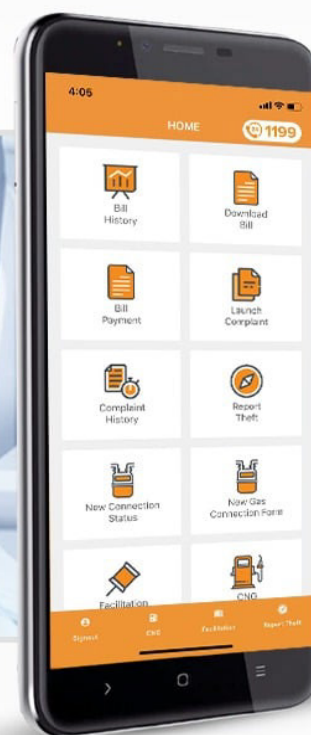 4:05
HOME
1199
Bill
History
Download
Bill
Bill
Payment
Launch
Complaint
Complaint
History
Report
Theft
New Connection
Status
New Gas
Connection Form
Facilitation
CNG
Signout
CNG
Facilitation
Report Theft